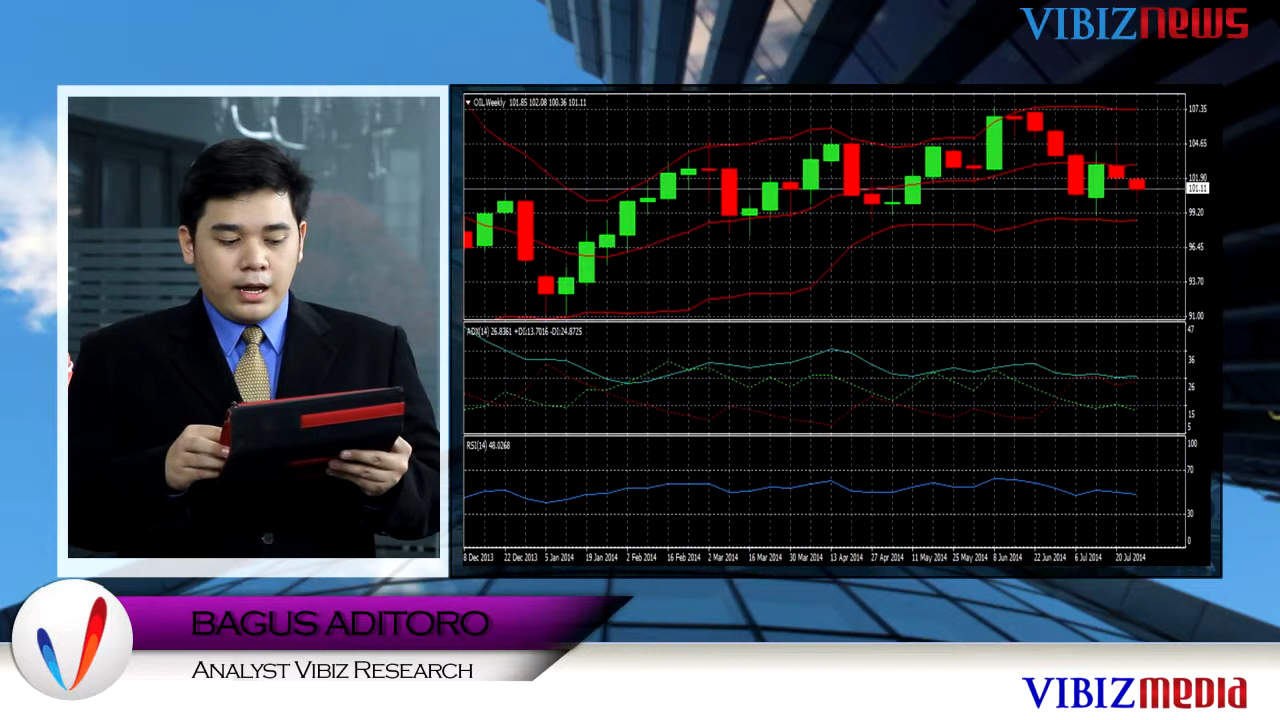 VIBIZNEWS
OIL,Weekly 101.85 102.08 100.36 101.11
107.35
104.65
101.90
101.11
99.20
96.45
93.70
91.00
ADX(14) 26.8361 +DI:13.7016 -DI:24.8725
47
36
26
15
5
RSI(14) 48.0268
100
70
30
0
8 Dec 2013 22 Dec 2013 5 Jan 2014 19 Jan 2014 2 Feb 2014 16 Feb 2014 2 Mar 2014 16 Mar 2014 30 Mar 2014 13 Apr 2014 27 Apr 2014 11 May 2014 25 May 2014 8 Jun 2014 22 Jun 2014 6 Jul 2014 20 Jul 2014
BAGUS ADITORO
ANALYST VIBIZ RESEARCH
VIBIZMEDIA